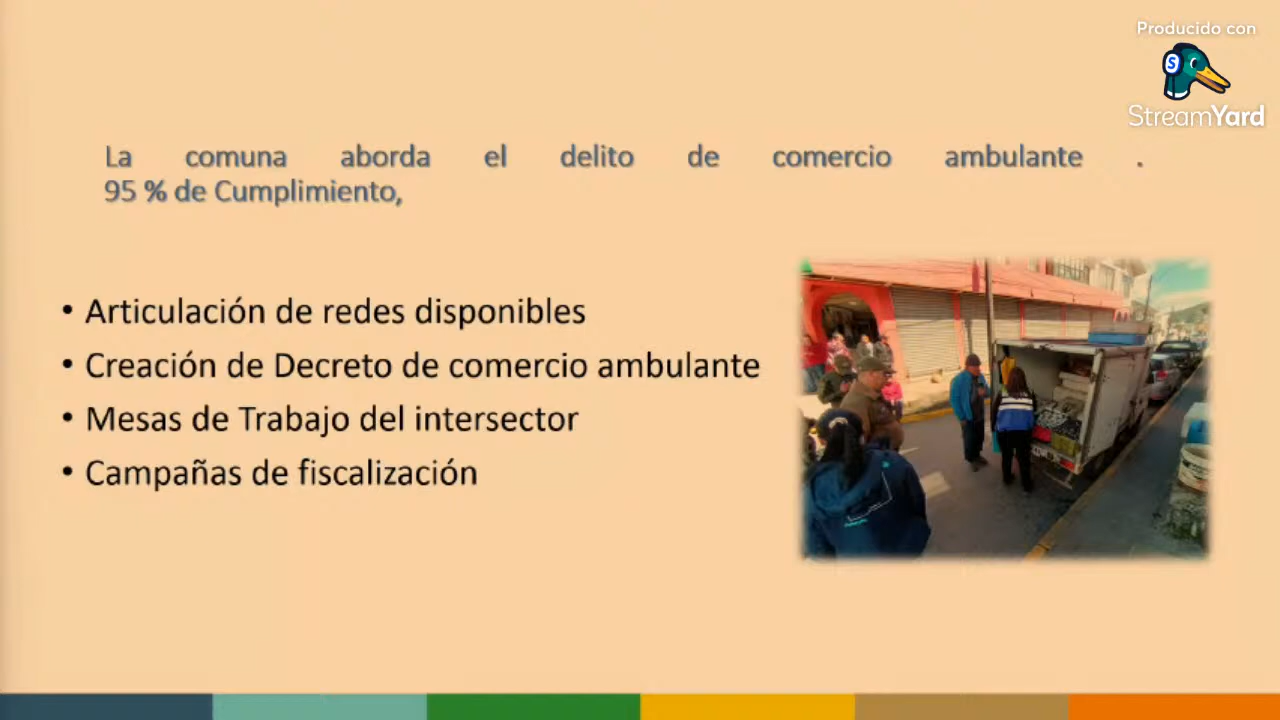 Producido con
StreamYard
La comuna aborda el delito de comercio ambulante .
95 % de Cumplimiento,
• Articulación de redes disponibles
• Creación de Decreto de comercio ambulante
• Mesas de Trabajo del intersector
• Campañas de fiscalización